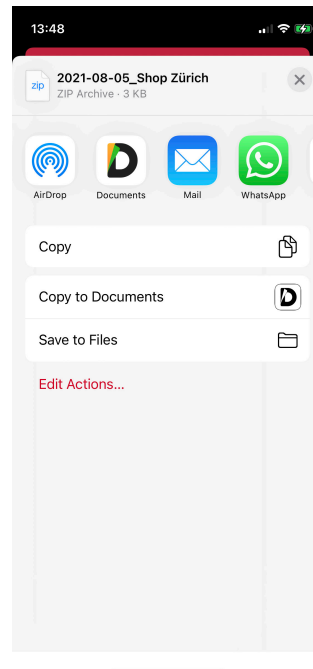 13:48
zip
2021-08-05_Shop Zürich
ZIP Archive · 3 KB
AirDrop
Documents
Mail
WhatsApp
Copy
Copy to Documents
Save to Files
Edit Actions...